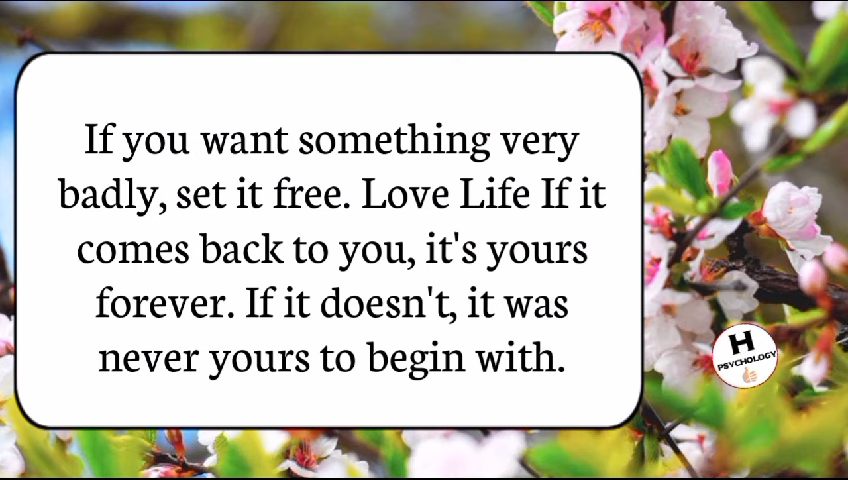 If you want something very
badly, set it free. Love Life If it
comes back to you, it's yours
forever. If it doesn't, it was
never yours to begin with.
H
PSYCHOLOGY